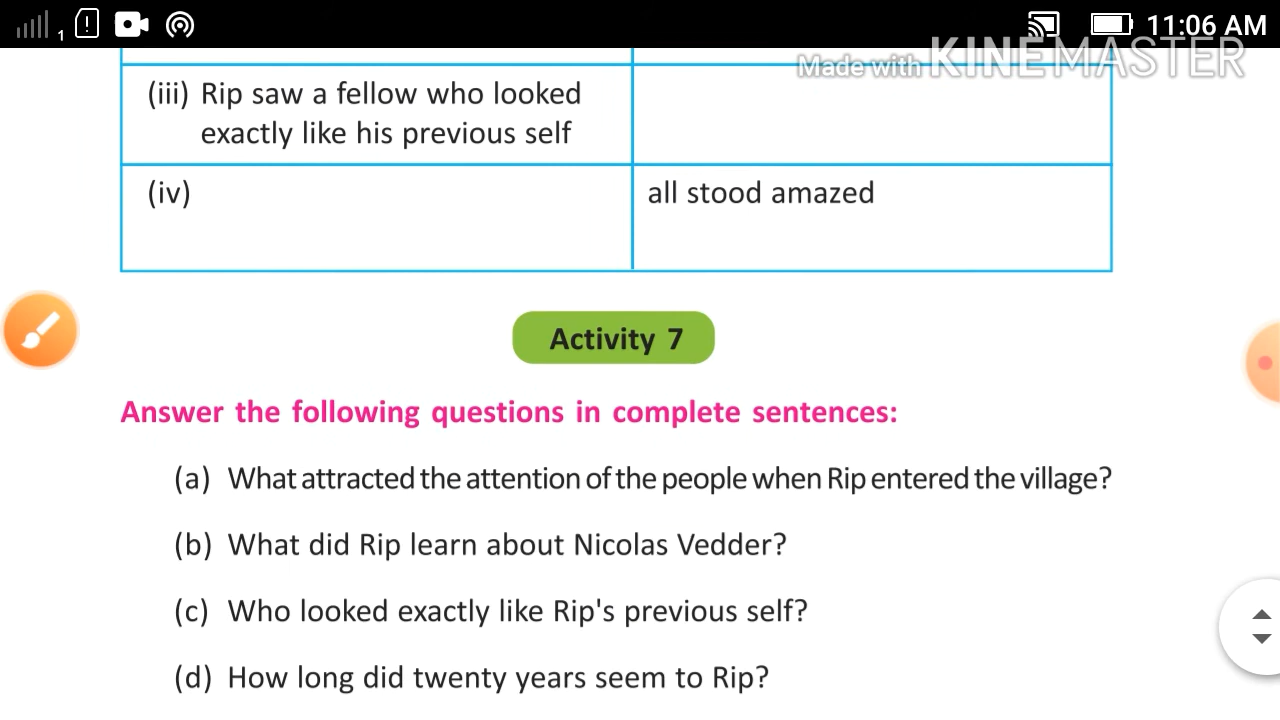 1 11:06 AM
Made with KINEMASTER
(iii) Rip saw a fellow who looked
exactly like his previous self
(iv) all stood amazed
Activity 7
Answer the following questions in complete sentences:
(a) What attracted the attention of the people when Rip entered the village?
(b) What did Rip learn about Nicolas Vedder?
(c) Who looked exactly like Rip's previous self?
(d) How long did twenty years seem to Rip?